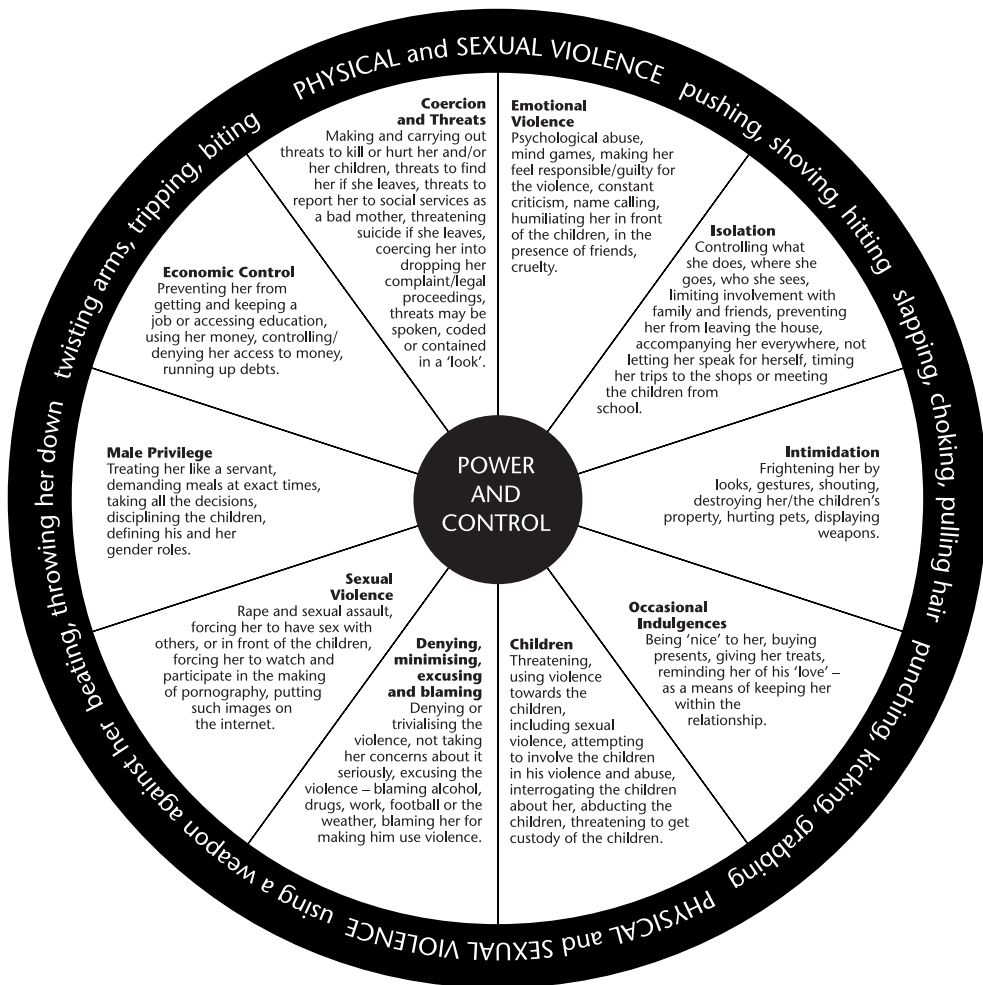 PHYSICAL and SEXUAL VIOLENCE pushing, shoving, hitting slapping, choking, pulling hair punching, kicking, grabbing PHYSICAL and SEXUAL VIOLENCE using a weapon against her beating, throwing her down twisting arms, tripping, biting
Coercion
and Threats
Making and carrying out
threats to kill or hurt her and/or
her children, threats to find
her if she leaves, threats to
report her to social services as
a bad mother, threatening
suicide if she leaves,
coercing her into
dropping her
complaint/legal
proceedings,
threats may be
spoken, coded
or contained
in a ‘look’.
Emotional
Violence
Psychological abuse,
mind games, making her
feel responsible/guilty for
the violence, constant
criticism, name calling,
humiliating her in front
of the children, in the
presence of friends,
cruelty.
Isolation
Controlling what
she does, where she
goes, who she sees,
limiting involvement with
family and friends, preventing
her from leaving the house,
accompanying her everywhere, not
letting her speak for herself, timing
her trips to the shops or meeting
the children from
school.
Intimidation
Frightening her by
looks, gestures, shouting,
destroying her/the children’s
property, hurting pets, displaying
weapons.
Occasional
Indulgences
Being ‘nice’ to her, buying
presents, giving her treats,
reminding her of his ‘love’ –
as a means of keeping her
within the
relationship.
Children
Threatening,
using violence
towards the
children,
including sexual
violence, attempting
to involve the children
in his violence and abuse,
interrogating the children
about her, abducting the
children, threatening to get
custody of the children.
Denying,
minimising,
excusing
and blaming
Denying or
trivialising the
violence, not taking
her concerns about it
seriously, excusing the
violence – blaming alcohol,
drugs, work, football or the
weather, blaming her for
making him use violence.
Sexual
Violence
Rape and sexual assault,
forcing her to have sex with
others, or in front of the children,
forcing her to watch and
participate in the making
of pornography, putting
such images on
the internet.
Male Privilege
Treating her like a servant,
demanding meals at exact times,
taking all the decisions,
disciplining the children,
defining his and her
gender roles.
Economic Control
Preventing her from
getting and keeping a
job or accessing education,
using her money, controlling/
denying her access to money,
running up debts.
POWER
AND
CONTROL